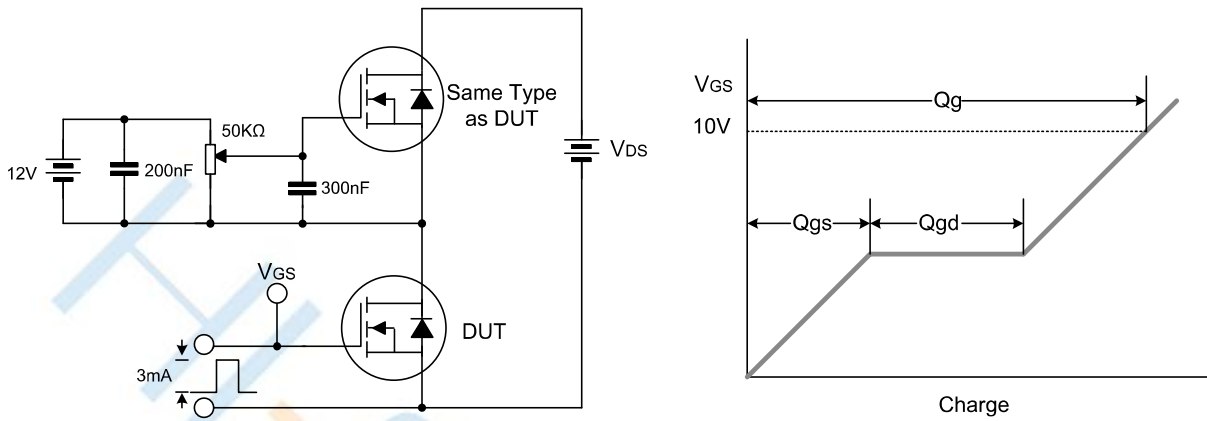 12V
200nF
50KΩ
300nF
Same Type
as DUT
VDS
VGS
DUT
3mA
VGS
10V
Qg
Qgs
Qgd
Charge